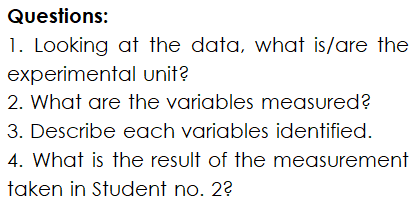 Questions:
1. Looking at the data, what is/are the
experimental unit?
2. What are the variables measured?
3. Describe each variables identified.
4. What is the result of the measurement
taken in Student no. 2?